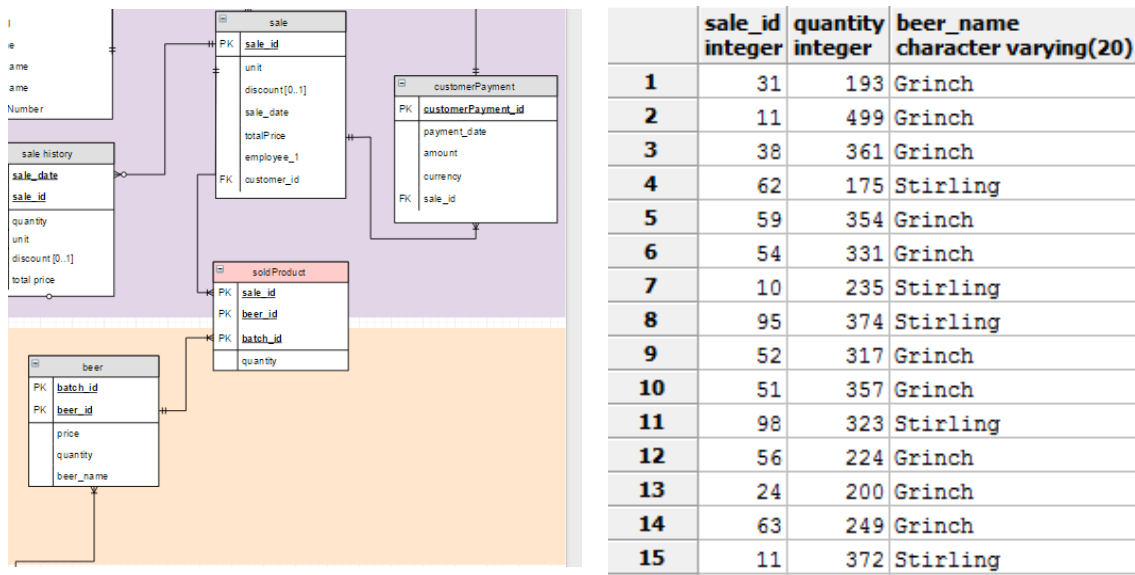 ame
ame
Number
sale history
sale_date
sale_id
quantity
unit
discount[0..1]
total price
sale
PK sale_id
unit
discount[0..1]
sale_date
totalPrice
employee_1
FK customer_id
customerPayment
PK customerPayment_id
payment_date
amount
currency
FK sale_id
soldProduct
PK sale_id
PK beer_id
PK batch_id
quantity
beer
PK batch_id
PK beer_id
price
quantity
beer_name
sale_id quantity beer_name
integer integer character varying(20)
1 31 193 Grinch
2 11 499 Grinch
3 38 361 Grinch
4 62 175 Stirling
5 59 354 Grinch
6 54 331 Grinch
7 10 235 Stirling
8 95 374 Stirling
9 52 317 Grinch
10 51 357 Grinch
11 98 323 Stirling
12 56 224 Grinch
13 24 200 Grinch
14 63 249 Grinch
15 11 372 Stirling